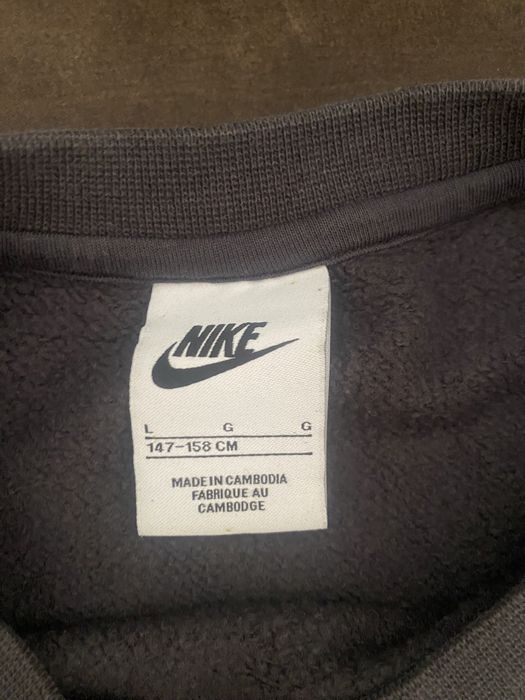 NIKE
L G G
147-158 CM
MADE IN CAMBODIA
FABRIQUE AU
CAMBODGE